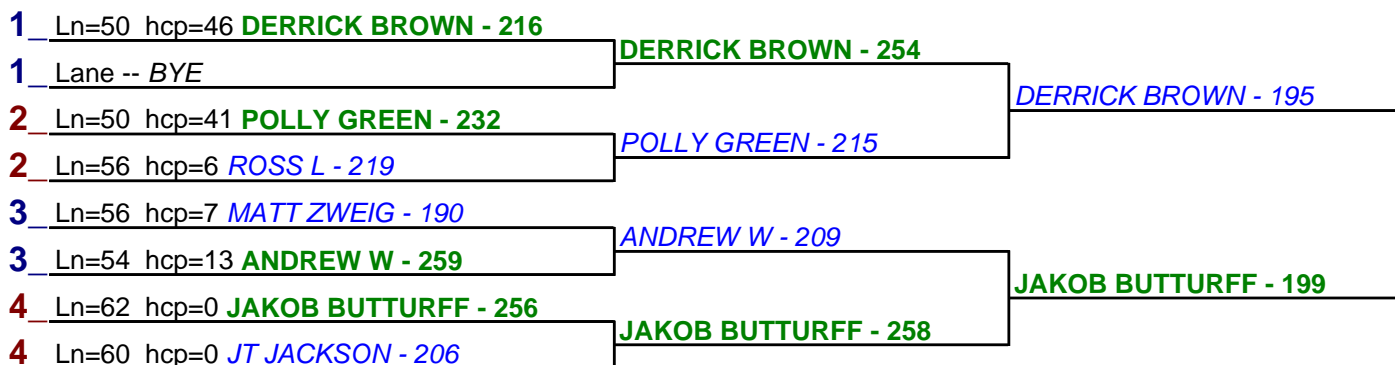 1_ Ln=50 hcp=46 DERRICK BROWN - 216
DERRICK BROWN - 254
1_ Lane -- BYE
DERRICK BROWN - 195
2_ Ln=50 hcp=41 POLLY GREEN - 232
POLLY GREEN - 215
2_ Ln=56 hcp=6 ROSS L - 219
3_ Ln=56 hcp=7 MATT ZWEIG - 190
ANDREW W - 209
3_ Ln=54 hcp=13 ANDREW W - 259
JAKOB BUTTURFF - 199
4_ Ln=62 hcp=0 JAKOB BUTTURFF - 256
JAKOB BUTTURFF - 258
4 Ln=60 hcp=0 JT JACKSON - 206